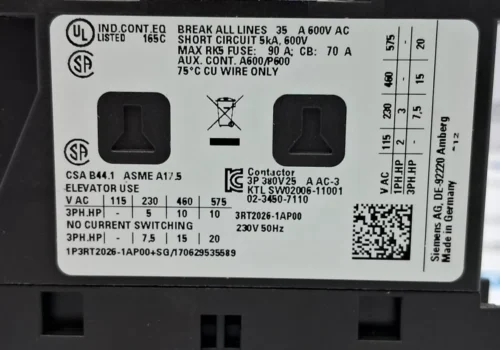 UL LISTED IND.CONT.EQ 165C
BREAK ALL LINES 35 A 600V AC
SHORT CIRCUIT 5kA, 600V
MAX RK5 FUSE: 90 A; CB: 70 A
AUX. CONT. A600/P600
75°C CU WIRE ONLY
SA
SA
CSA B44.1 ASME A17.5
ELEVATOR USE
V AC 115 230 460 575
3PH.HP - 5 10 10
NO CURRENT SWITCHING
3PH.HP - 7,5 15 20
1P3RT2026-1AP00+SG/170629535589
Contactor
3P 380V25 A AC-3
KTL SW02006-11001
02-3450-7110
3RT2026-1AP00
230V 50Hz
V AC 115 230 460 575
1PH.HP 2 3 - -
3PH.HP - 7,5 15 20
Siemens AG, DE-92220 Amberg
Made in Germany